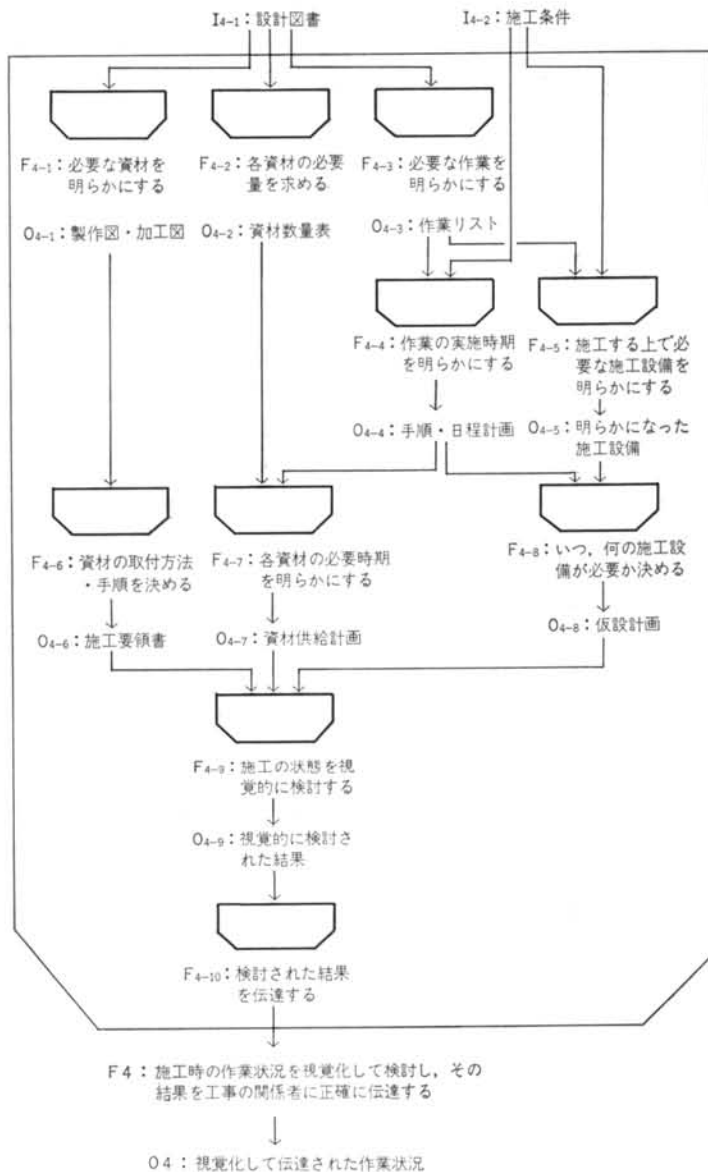 I4-1：設計図書
I4-2：施工条件
F4-1：必要な資材を
明らかにする
F4-2：各資材の必要
量を求める
F4-3：必要な作業を
明らかにする
O4-1：製作図・加工図
O4-2：資材数量表
O4-3：作業リスト
F4-4：作業の実施時期
を明らかにする
F4-5：施工する上で必
要な施工設備を
明らかにする
O4-4：手順・日程計画
O4-5：明らかになった
施工設備
F4-6：資材の取付方法
・手順を決める
F4-7：各資材の必要時期
を明らかにする
F4-8：いつ，何の施工設
備が必要か決める
O4-6：施工要領書
O4-7：資材供給計画
O4-8：仮設計画
F4-9：施工の状態を視
覚的に検討する
O4-9：視覚的に検討さ
れた結果
F4-10：検討された結果
を伝達する
F4：施工時の作業状況を視覚化して検討し，その
結果を工事の関係者に正確に伝達する
O4：視覚化して伝達された作業状況